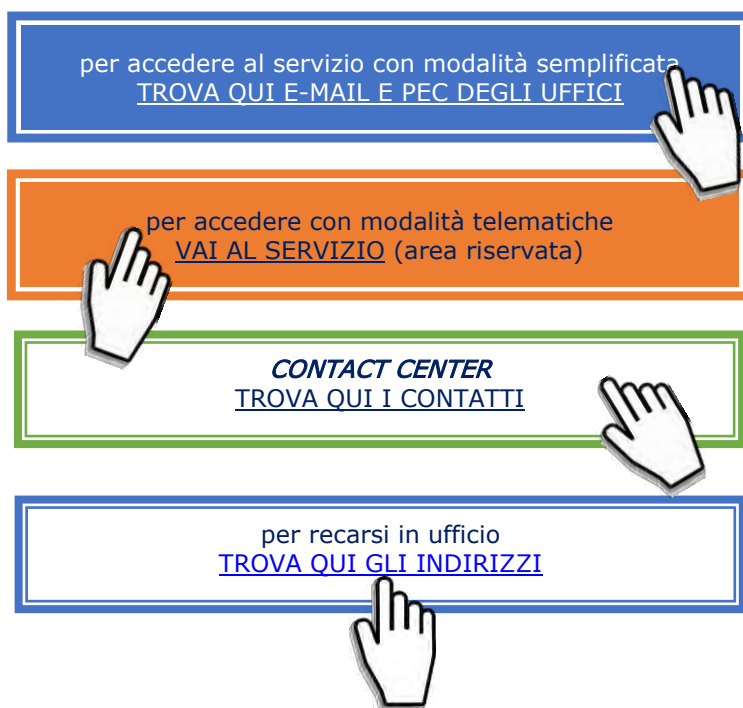 per accedere al servizio con modalità semplificata
TROVA QUI E-MAIL E PEC DEGLI UFFICI
per accedere con modalità telematiche
VAI AL SERVIZIO (area riservata)
CONTACT CENTER
TROVA QUI I CONTATTI
per recarsi in ufficio
TROVA QUI GLI INDIRIZZI